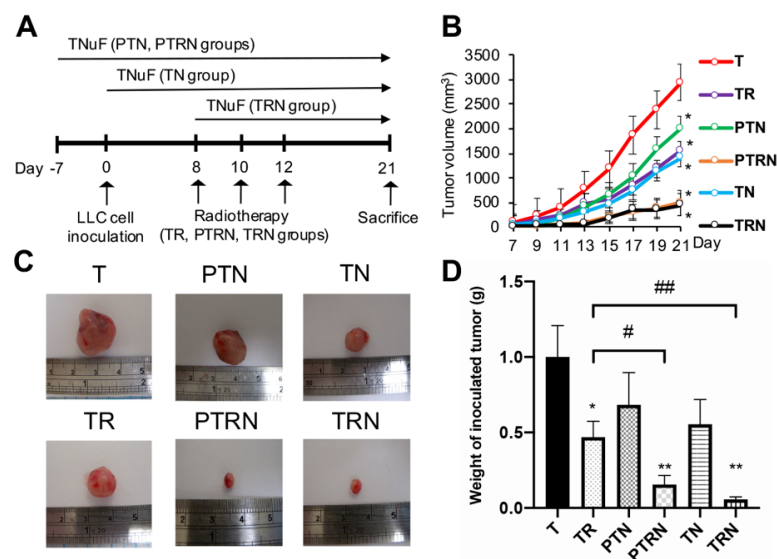 A
TNuF (PTN, PTRN groups)
TNuF (TN group)
TNuF (TRN group)
Day -7 0 8 10 12 21
LLC cell
inoculation
Radiotherapy
(TR, PTRN, TRN groups)
Sacrifice
B
Tumor volume (mm³)
3500
3000
2500
2000
1500
1000
500
0
7 9 11 13 15 17 19 21 Day
T
TR
PTN
PTRN
TN
TRN
*
*
*
*
*
C
T PTN TN
TR PTRN TRN
D
Weight of inoculated tumor (g)
1.5
1.0
0.5
0.0
##
#
*
**
**
T TR PTN PTRN TN TRN